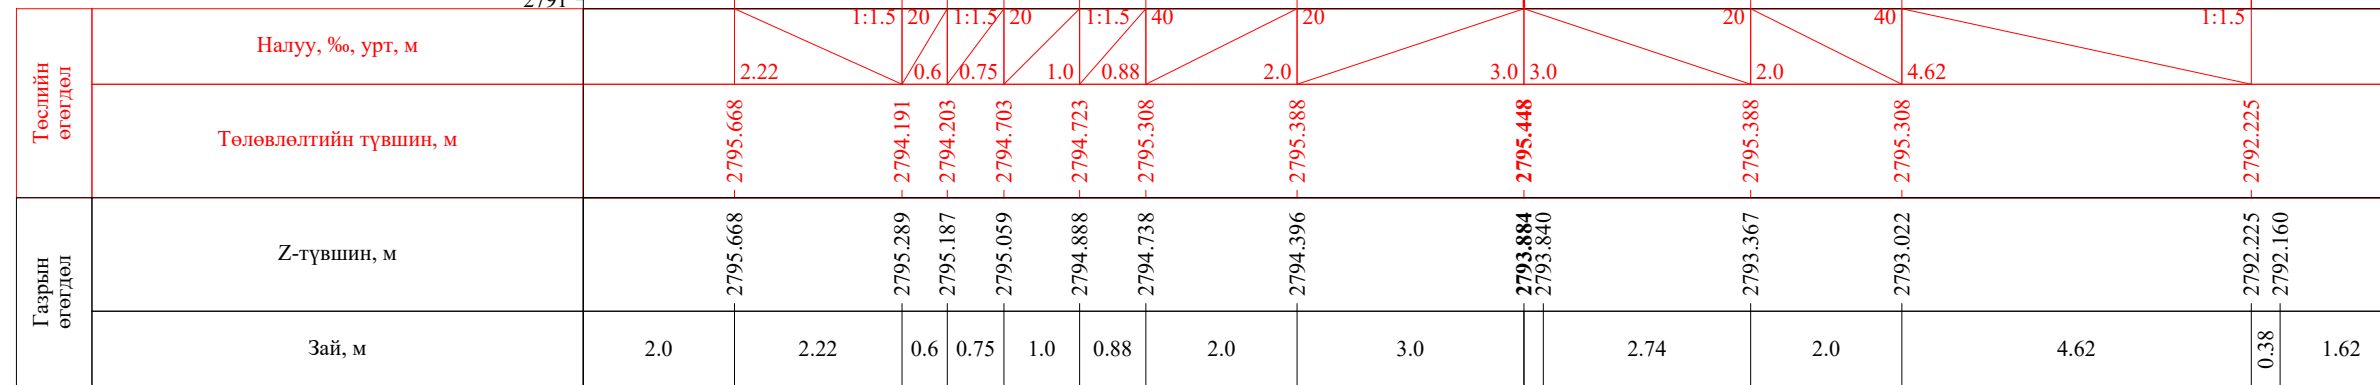 2791
Төслийн өгөгдөл
Налуу, ‰, урт, м
1:1.5 20 1:1.5 20 1:1.5 40 20 20 40 1:1.5
2.22 0.6 0.75 1.0 0.88 2.0 3.0 3.0 2.0 4.62
Төлөвлөлтийн түвшин, м
2795.668 2794.191 2794.203 2794.703 2794.723 2795.308 2795.388 2795.448 2795.388 2795.308 2792.225
Газрын өгөгдөл
Z-түвшин, м
2795.668 2795.289 2795.187 2795.059 2794.888 2794.738 2794.396 2793.884 2793.840 2793.367 2793.022 2792.225 2792.160
Зай, м
2.0 2.22 0.6 0.75 1.0 0.88 2.0 3.0 2.74 2.0 4.62 0.38 1.62